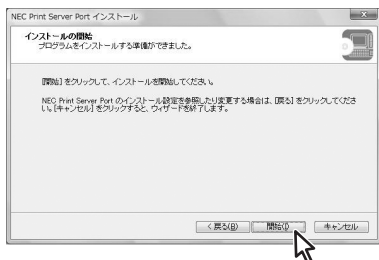 NEC Print Server Port インストール
インストールの開始
プログラムをインストールする準備ができました。
[開始] をクリックして、インストールを開始してください。
NEC Print Server Port のインストール設定を参照したり変更する場合は、[戻る] をクリックしてくださ
い。[キャンセル] をクリックすると、ウィザードを終了します。
< 戻る(B)
開始(I)
キャンセル